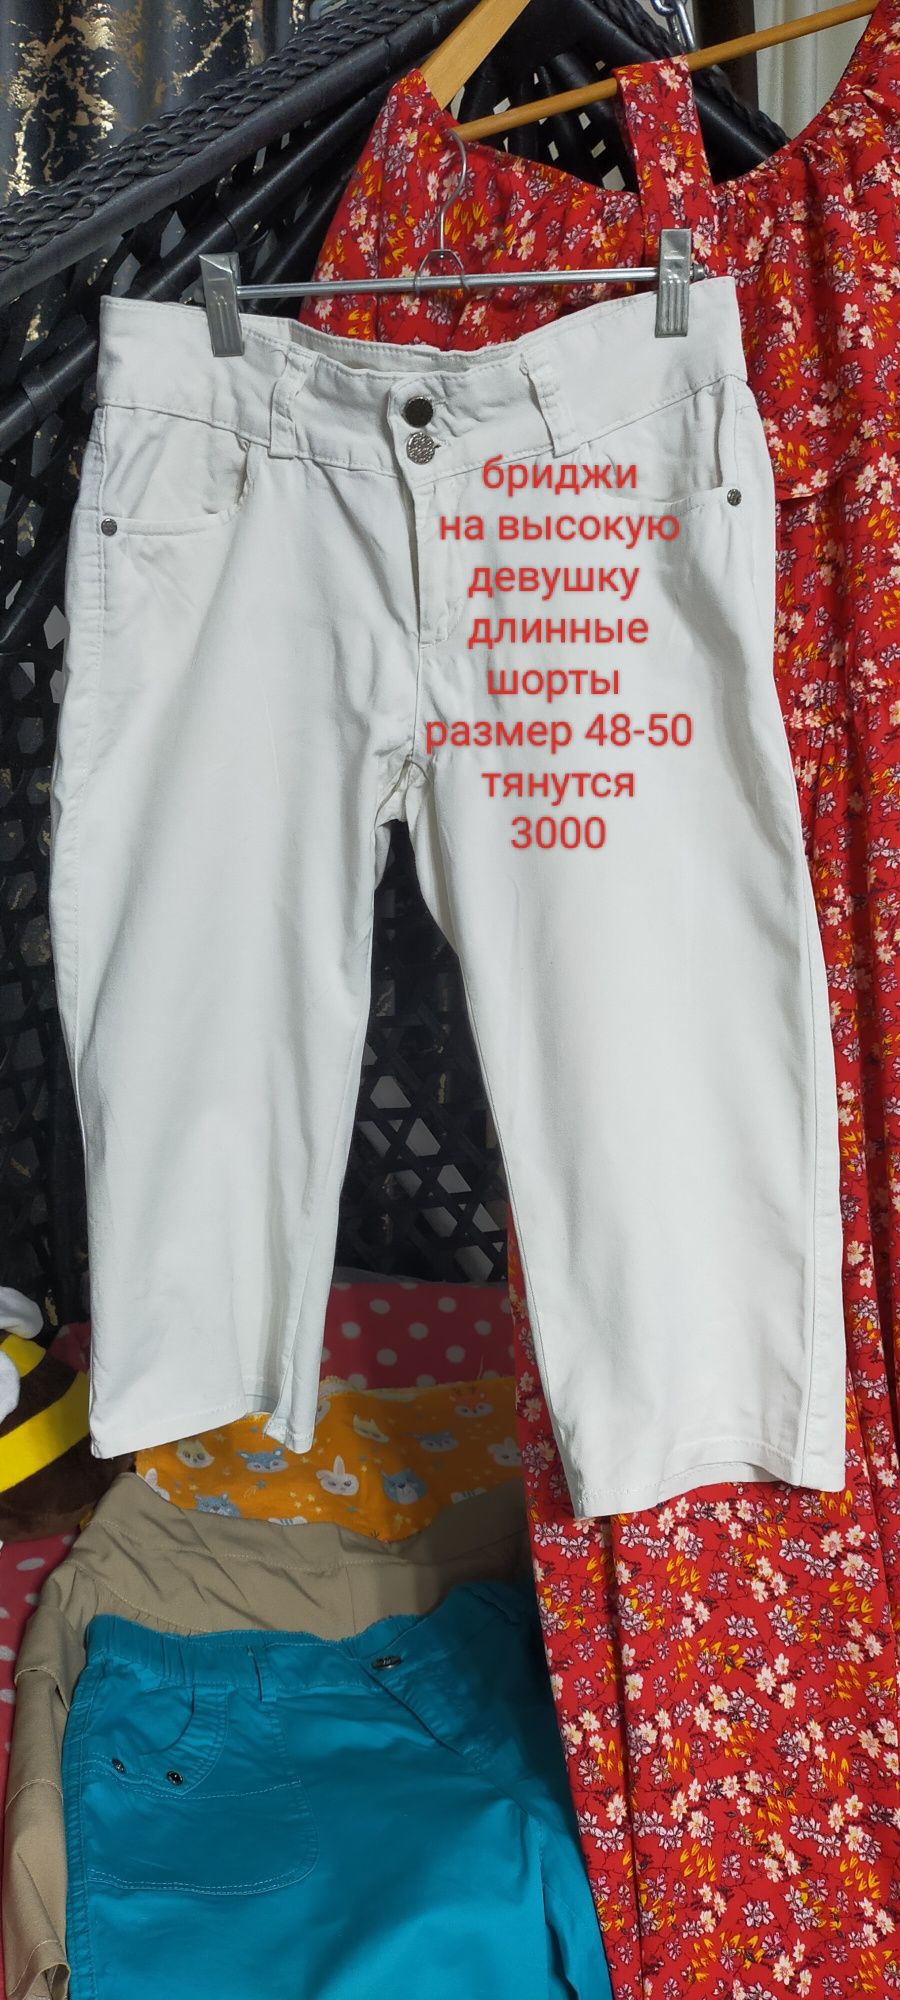 бриджи
на высокую
девушку
длинные
шорты
размер 48-50
тянутся
3000